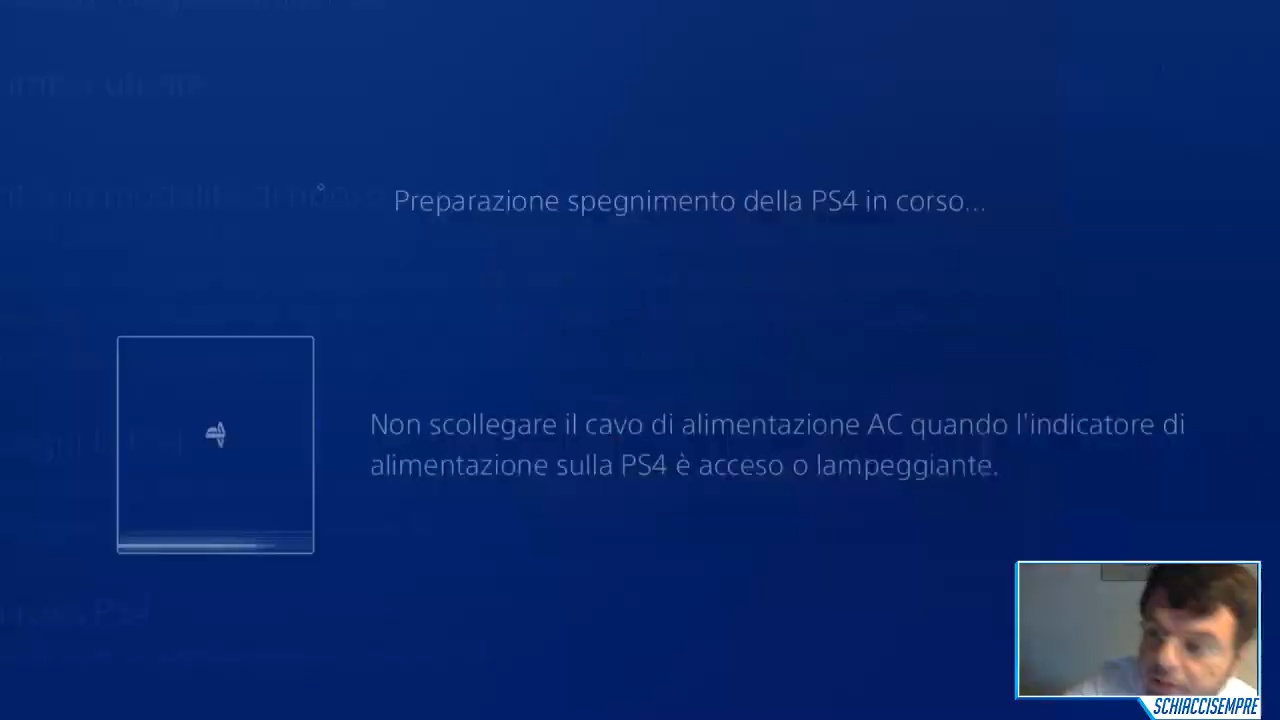 Preparazione spegnimento della PS4 in corso...
Non scollegare il cavo di alimentazione AC quando l'indicatore di
alimentazione sulla PS4 è acceso o lampeggiante.
SCHIACCISEMPRE